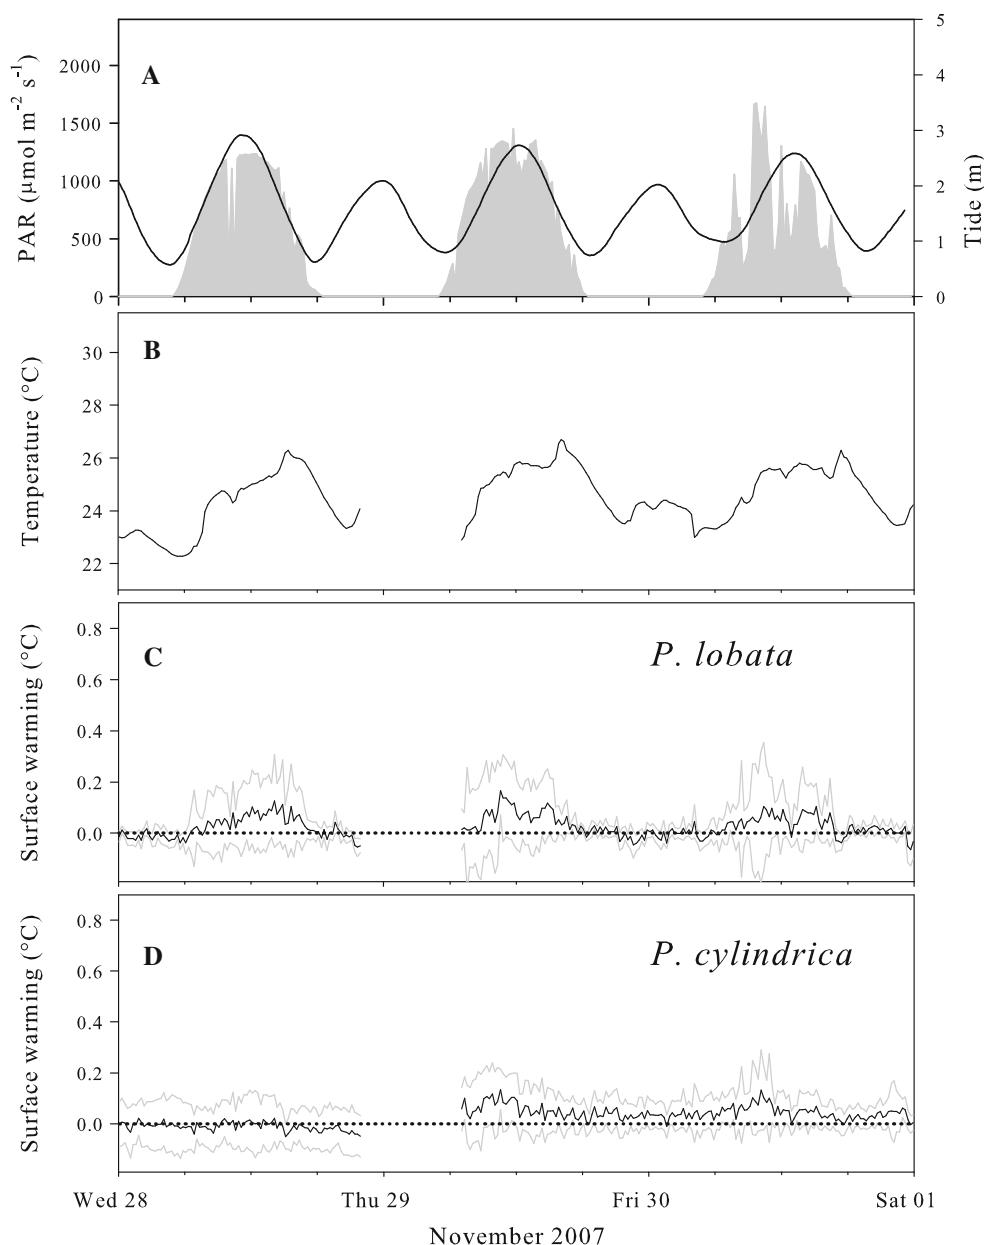 A
PAR (μmol m-2 s-1)
2000
1500
1000
500
0
5
4
3
2
1
0
Tide (m)
B
Temperature (°C)
30
28
26
24
22
C
P. lobata
Surface warming (°C)
0.8
0.6
0.4
0.2
0.0
D
P. cylindrica
Surface warming (°C)
0.8
0.6
0.4
0.2
0.0
Wed 28 Thu 29 Fri 30 Sat 01
November 2007